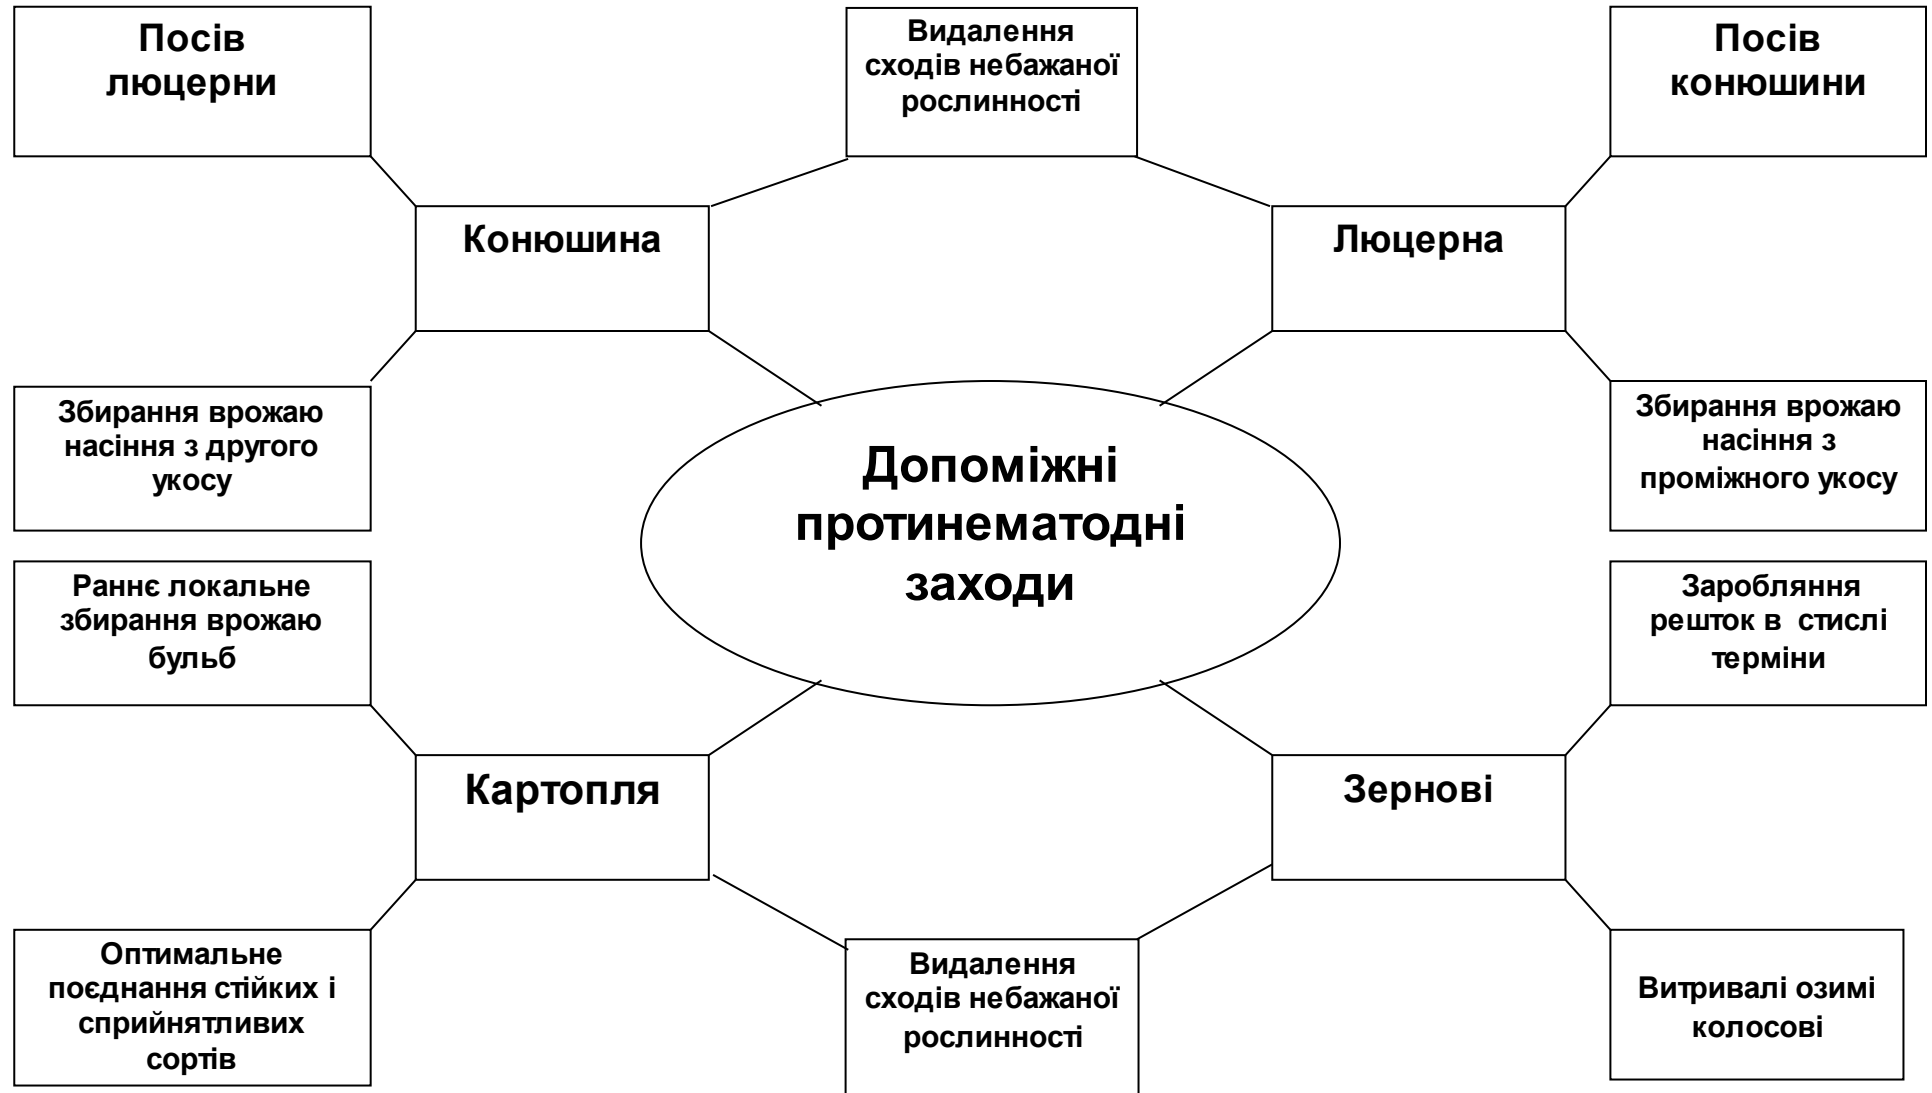 Посів
люцерни
Видалення
сходів небажаної
рослинності
Посів
конюшини
Конюшина
Люцерна
Збирання врожаю
насіння з другого
укосу
Збирання врожаю
насіння з
проміжного укосу
Допоміжні
протинематодні
заходи
Раннє локальне
збирання врожаю
бульб
Заробляння
решток в стислі
терміни
Картопля
Зернові
Оптимальне
поєднання стійких і
сприйнятливих
сортів
Видалення
сходів небажаної
рослинності
Витривалі озимі
колосові